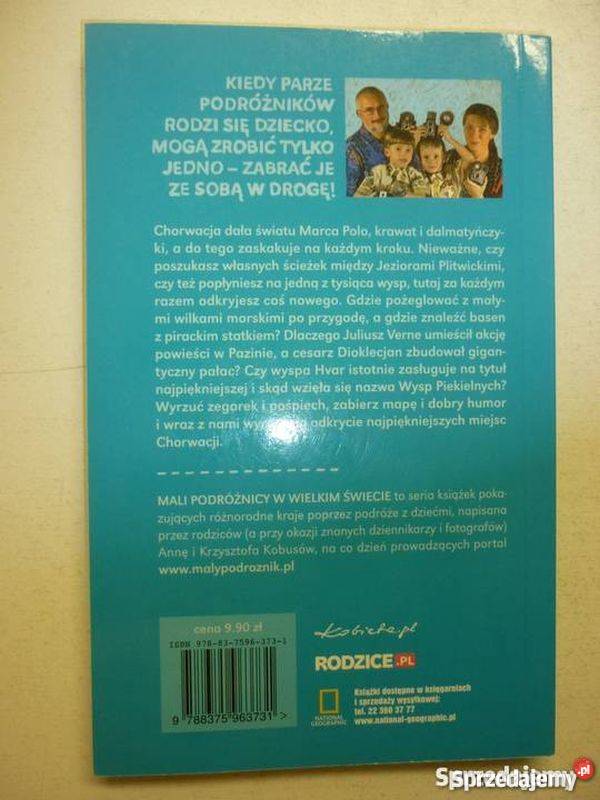 KIEDY PARZE
PODRÓŻNIKÓW
RODZI SIĘ DZIECKO,
MOGĄ ZROBIĆ TYLKO
JEDNO – ZABRAĆ JE
ZE SOBĄ W DROGĘ!
Chorwacja dała światu Marca Polo, krawat i dalmatyńczy-
ki, a do tego zaskakuje na każdym kroku. Nieważne, czy
poszukasz własnych ścieżek między Jeziorami Plitwickimi,
czy też popłyniesz na jedną z tysiąca wysp, tutaj za każdym
razem odkryjesz coś nowego. Gdzie pożeglować z mały-
mi wilkami morskimi po przygodę, a gdzie znaleźć basen
z pirackim statkiem? Dlaczego Juliusz Verne umieścił akcję
powieści w Pazinie, a cesarz Dioklecjan zbudował gigan-
tyczny pałac? Czy wyspa Hvar istotnie zasługuje na tytuł
najpiękniejszej i skąd wzięła się nazwa Wysp Piekielnych?
Wyrzuć zegarek i pośpiech, zabierz mapę i dobry humor
i wraz z nami odkrycie najpiękniejszych miejsc
Chorwacji.
MALI PODRÓŻNICY W WIELKIM ŚWIECIE to seria książek poka-
zujących różnorodne kraje poprzez podróże z dziećmi, napisana
przez rodziców (a przy okazji znanych dziennikarzy i fotografów)
Annę i Krzysztofa Kobusów, na co dzień prowadzących portal
www.malypodroznik.pl
cena 9,90 zł
ISBN 978-83-7596-373-1
9 788375 963731 >
Kobieta.pl
RODZICE.PL
NATIONAL
GEOGRAPHIC
Książki dostępne w księgarniach
i sprzedaży wysyłkowej:
tel. 22 360 37 77
www.national-geographic.pl
Sprzedajemy.pl